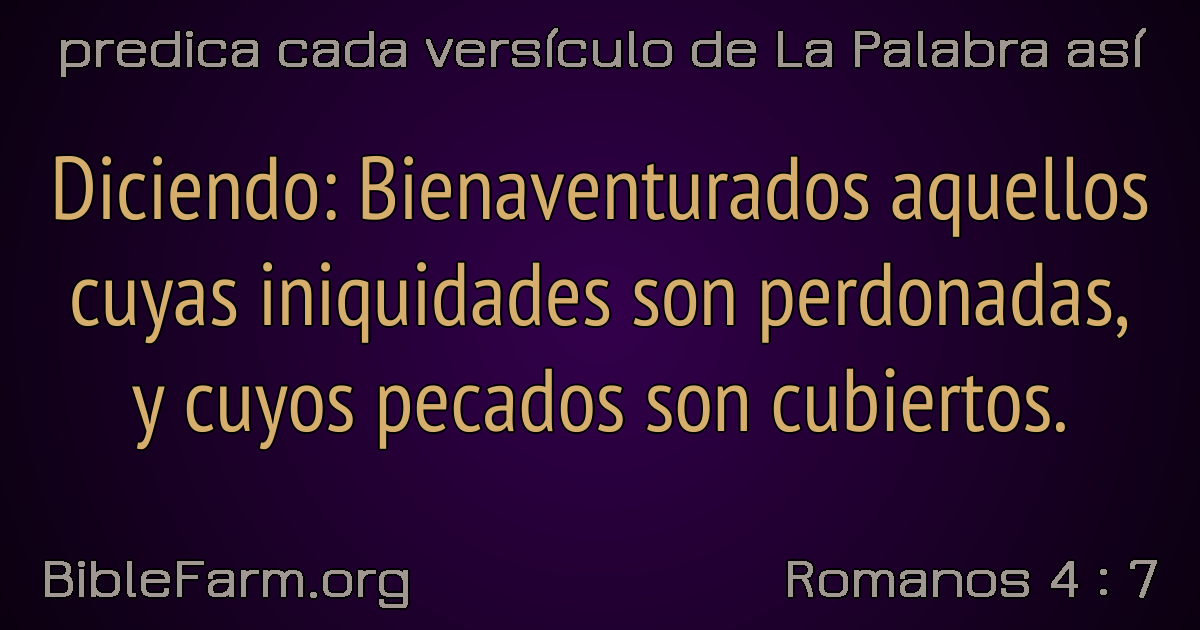 predica cada versículo de La Palabra así
Diciendo: Bienaventurados aquellos
cuyas iniquidades son perdonadas,
y cuyos pecados son cubiertos.
BibleFarm.org
Romanos 4 : 7